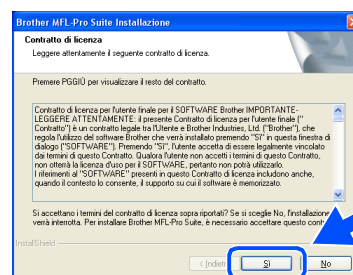 Brother MFL-Pro Suite Installazione
Contratto di licenza
Leggere attentamente il seguente contratto di licenza.
Premere PGGIÙ per visualizzare il resto del contratto.
Contratto di licenza per l'utente finale per il SOFTWARE Brother IMPORTANTE-
LEGGERE ATTENTAMENTE: il presente Contratto di licenza per l'utente finale ("
Contratto") è un contratto legale tra l'Utente e Brother Industries, Ltd. ("Brother"), che
regola l'utilizzo del software Brother che verrà installato premendo "Sì" in questa finestra di
dialogo ("SOFTWARE"). Premendo "Sì", l'utente accetta di essere legalmente vincolato
dai termini di questo Contratto. Qualora l'utente non accetti i termini di questo Contratto,
non otterrà la licenza d'uso per il SOFTWARE, pertanto non potrà utilizzarlo.
I riferimenti al "SOFTWARE" presenti in questo Contratto di licenza includono anche,
quando il contesto lo consente, il supporto su cui il software è memorizzato.
Si accettano i termini del contratto di licenza sopra riportati? Se si sceglie No, l'installazione
verrà interrotta. Per installare Brother MFL-Pro Suite, è necessario accettare questo
InstallShield
< Indietro Sì No